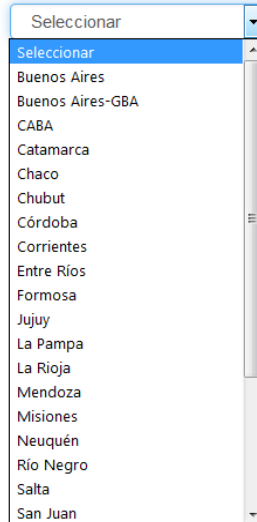 Seleccionar
Seleccionar
Buenos Aires
Buenos Aires-GBA
CABA
Catamarca
Chaco
Chubut
Córdoba
Corrientes
Entre Ríos
Formosa
Jujuy
La Pampa
La Rioja
Mendoza
Misiones
Neuquén
Río Negro
Salta
San Juan